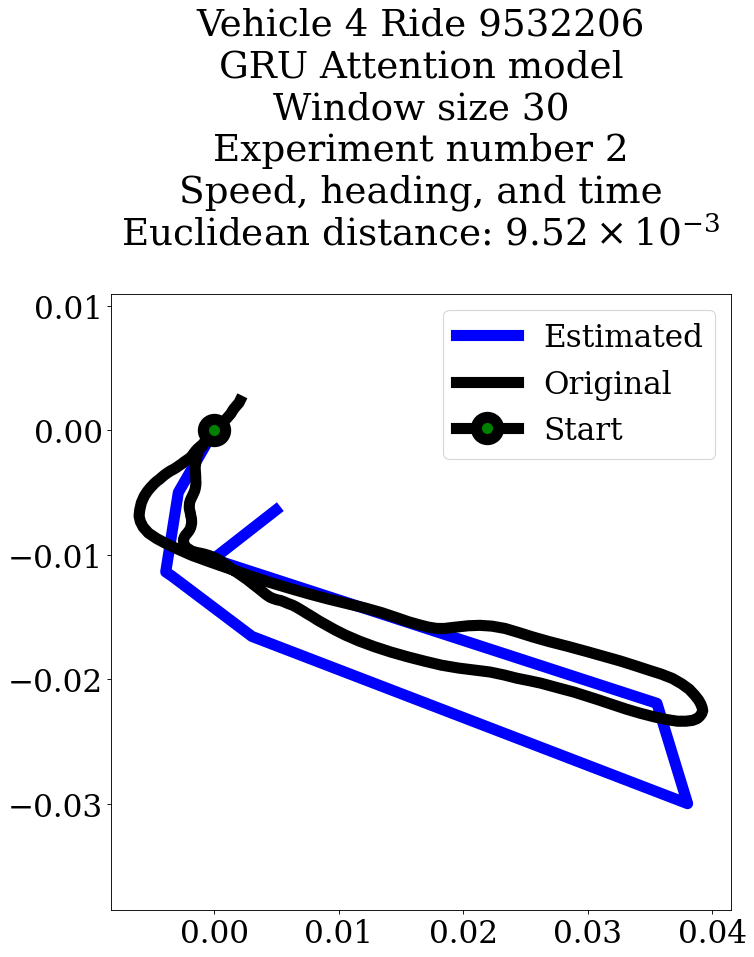 Vehicle 4 Ride 9532206
GRU Attention model
Window size 30
Experiment number 2
Speed, heading, and time
Euclidean distance: 9.52 × 10⁻³
0.01
0.00
−0.01
−0.02
−0.03
Estimated
Original
Start
0.00 0.01 0.02 0.03 0.04